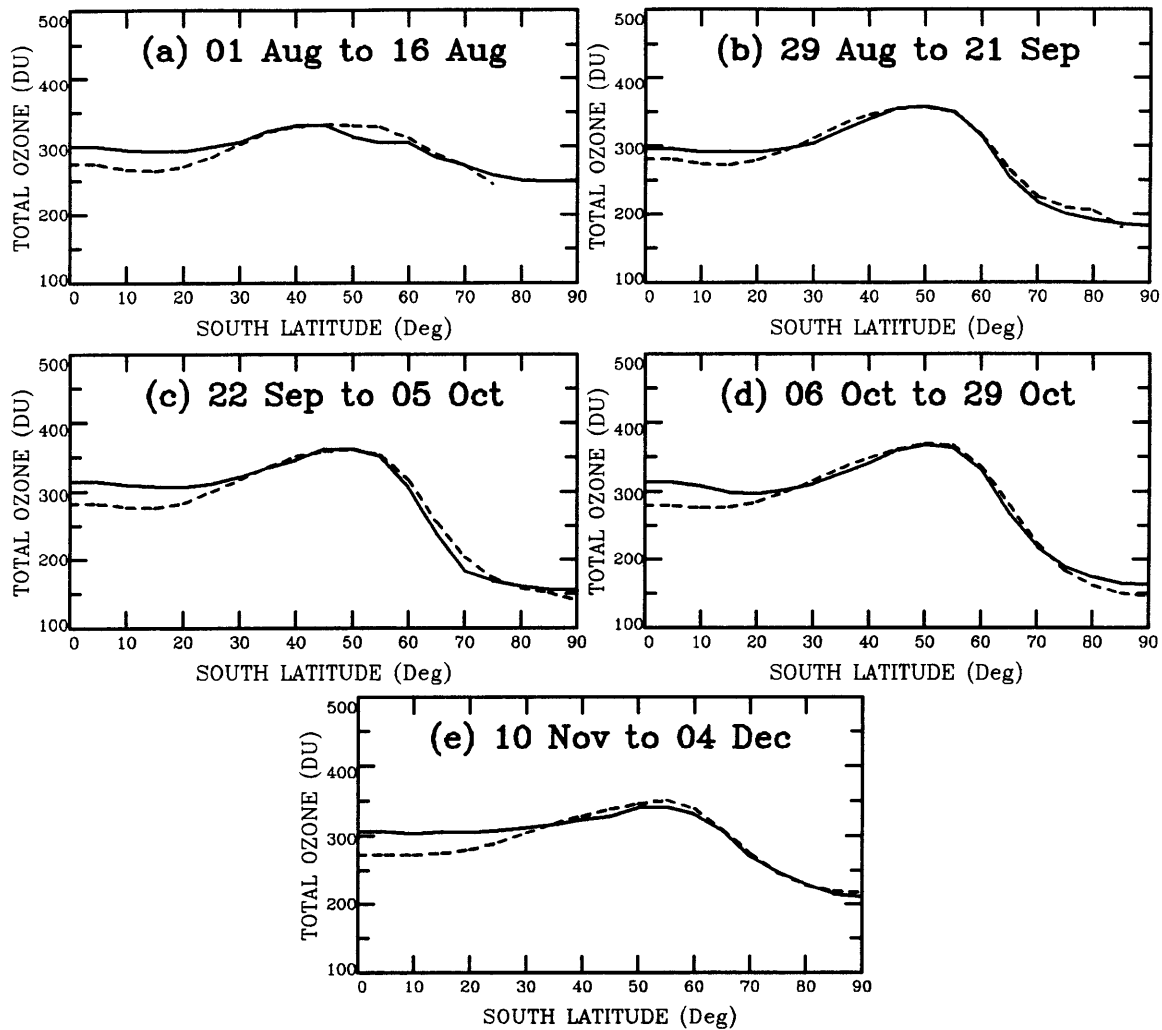 (a) 01 Aug to 16 Aug
TOTAL OZONE (DU)
500
400
300
200
100
0 10 20 30 40 50 60 70 80 90
SOUTH LATITUDE (Deg)
(b) 29 Aug to 21 Sep
TOTAL OZONE (DU)
500
400
300
200
100
0 10 20 30 40 50 60 70 80 90
SOUTH LATITUDE (Deg)
(c) 22 Sep to 05 Oct
TOTAL OZONE (DU)
500
400
300
200
100
0 10 20 30 40 50 60 70 80 90
SOUTH LATITUDE (Deg)
(d) 06 Oct to 29 Oct
TOTAL OZONE (DU)
500
400
300
200
100
0 10 20 30 40 50 60 70 80 90
SOUTH LATITUDE (Deg)
(e) 10 Nov to 04 Dec
TOTAL OZONE (DU)
500
400
300
200
100
0 10 20 30 40 50 60 70 80 90
SOUTH LATITUDE (Deg)